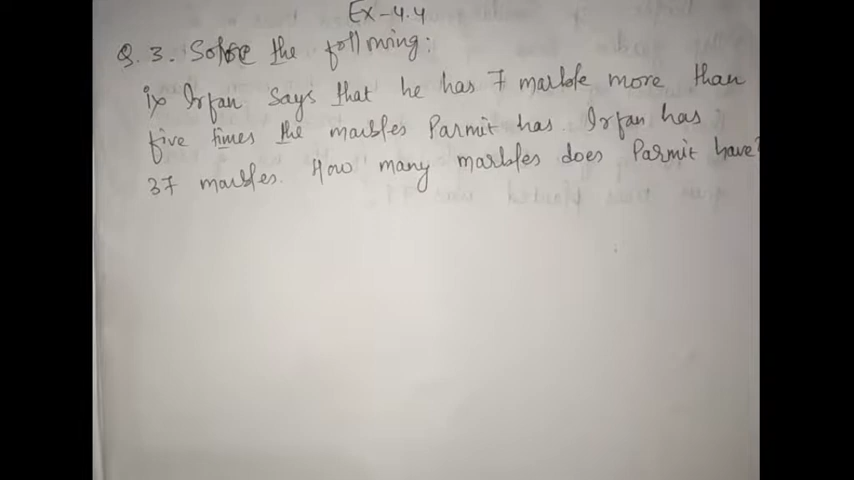 Ex-4.4
Q.3. Solve the following:
i) Irfan says that he has 7 marble more than
five times the marbles Parmit has. Irfan has
37 marbles. How many marbles does Parmit have?